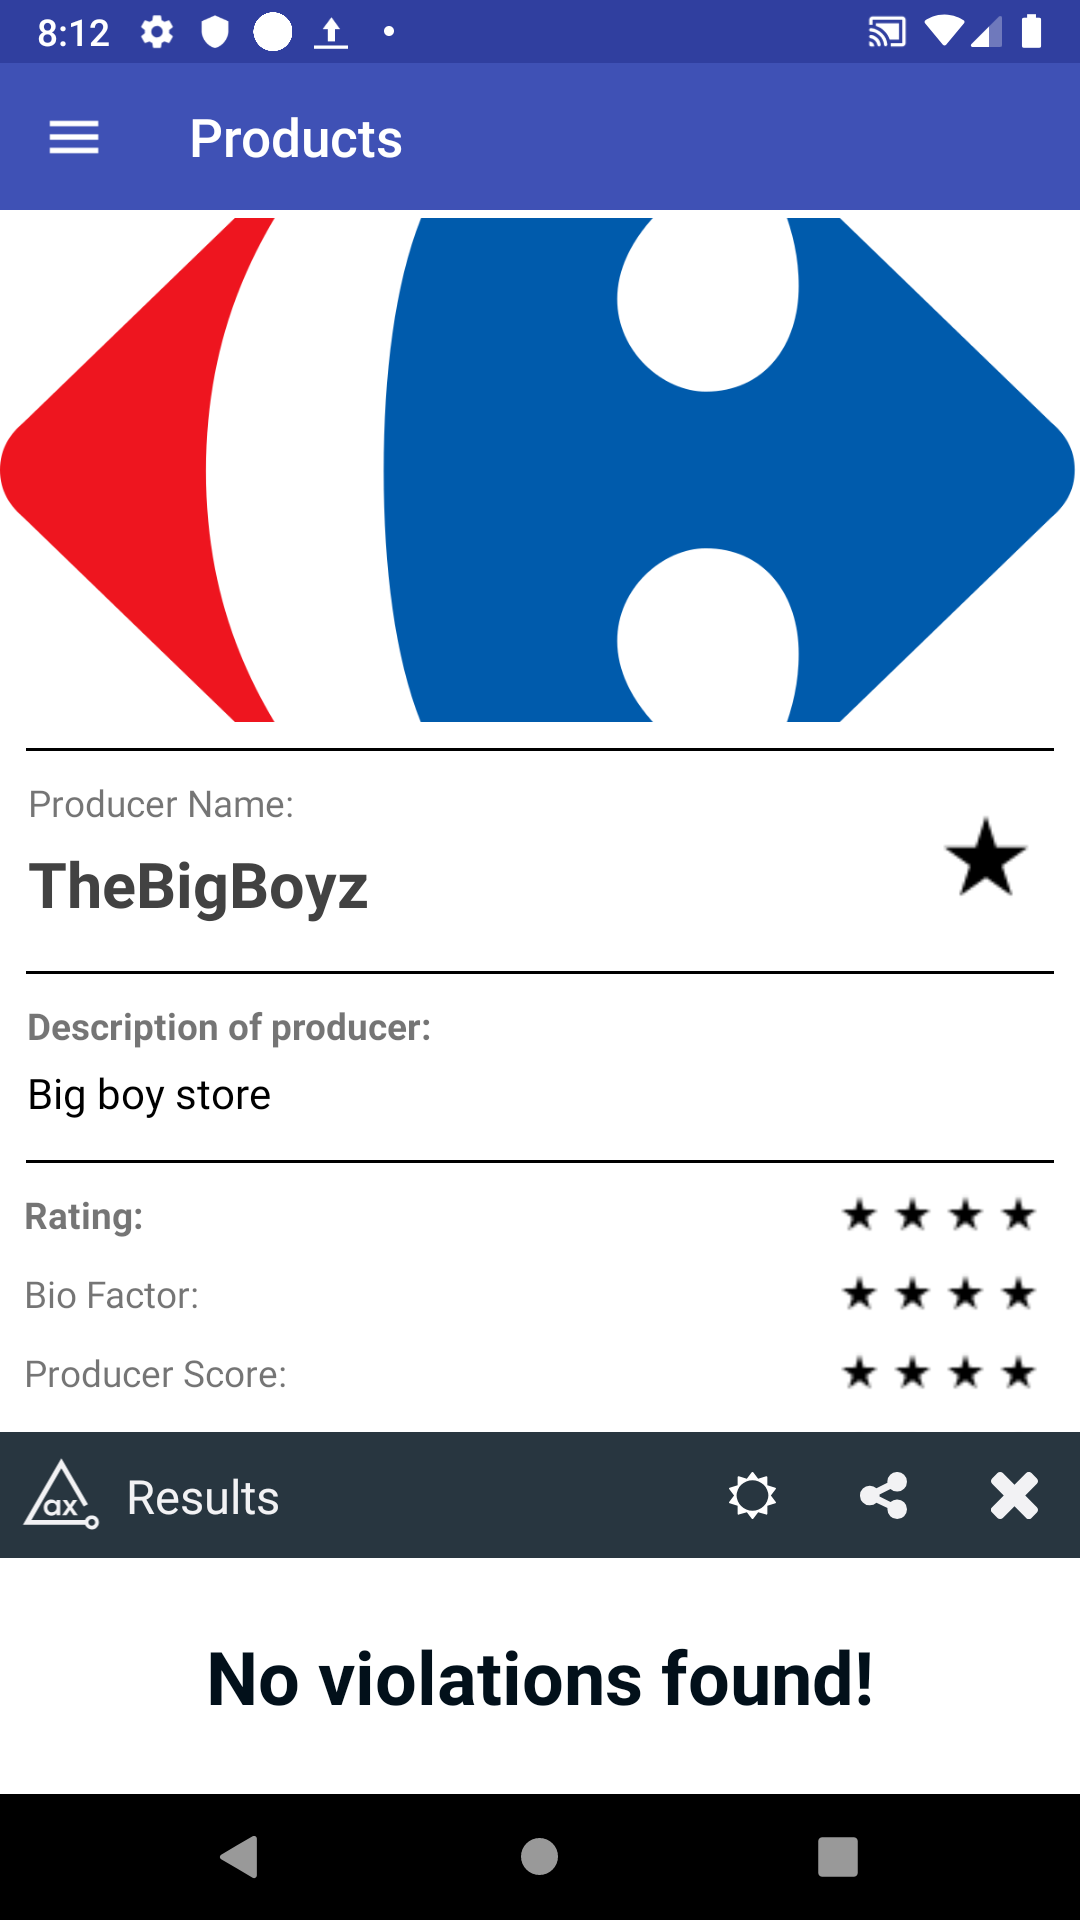 8:12
Products
Producer Name:
TheBigBoyz
Description of producer:
Big boy store
Rating:
Bio Factor:
Producer Score:
ax Results
No violations found!